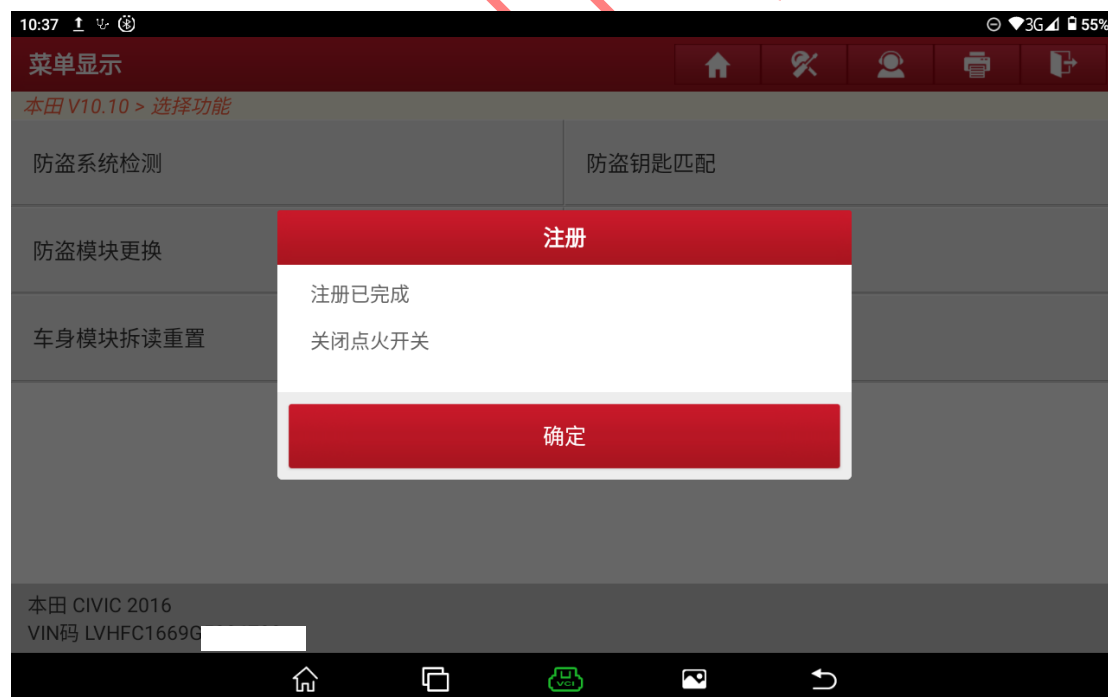 10:37
3G 55%
菜单显示
本田 V10.10 > 选择功能
防盗系统检测
防盗钥匙匹配
防盗模块更换
注册
注册已完成
车身模块拆读重置
关闭点火开关
确定
本田 CIVIC 2016
VIN码 LVHFC1669G
VCI